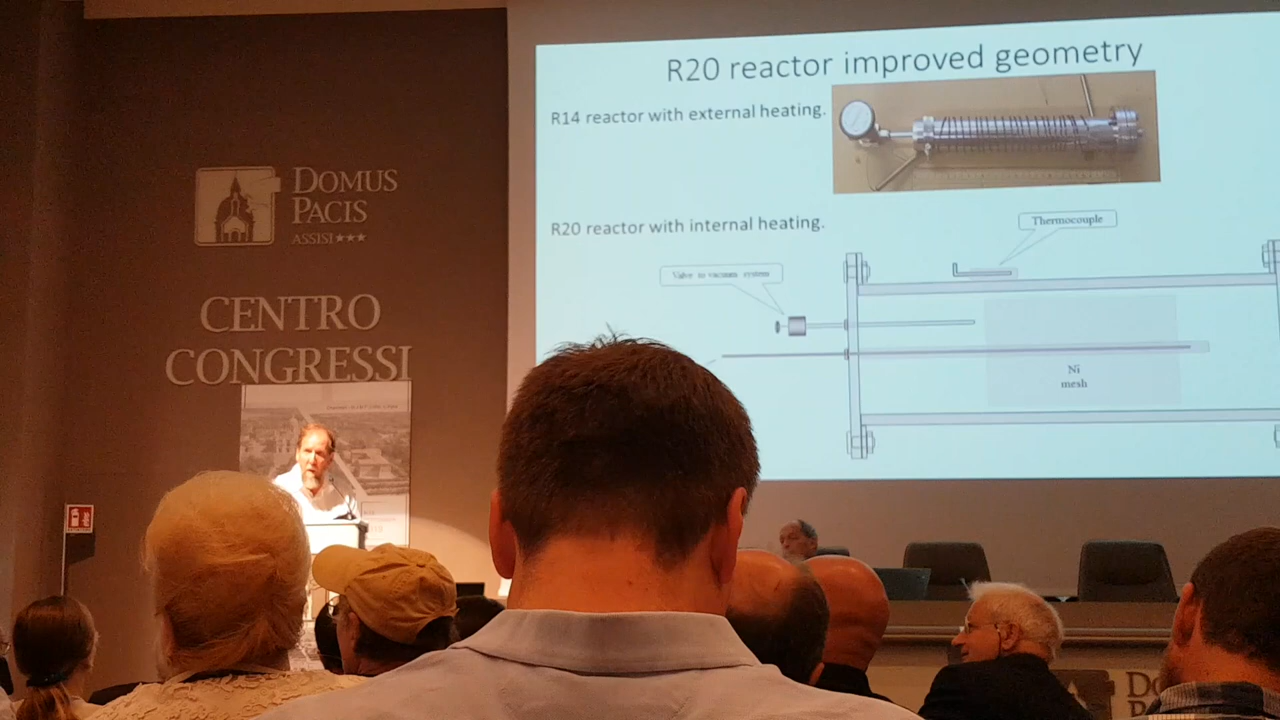 R20 reactor improved geometry
R14 reactor with external heating.
R20 reactor with internal heating.
Thermocouple
Valve to vacuum system
Ni
mesh
DOMUS
PACIS
ASSISI★★★
CENTRO
CONGRESSI